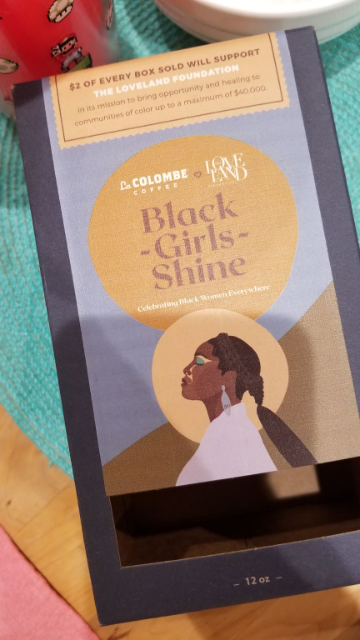 $2 OF EVERY BOX SOLD WILL SUPPORT
THE LOVELAND FOUNDATION
in its mission to bring opportunity and healing to
communities of color up to a maximum of $40,000.
La COLOMBE
COFFEE
LOVE
LAND
Black
-Girls-
Shine
Celebrating Black Women Everywhere
– 12 oz –